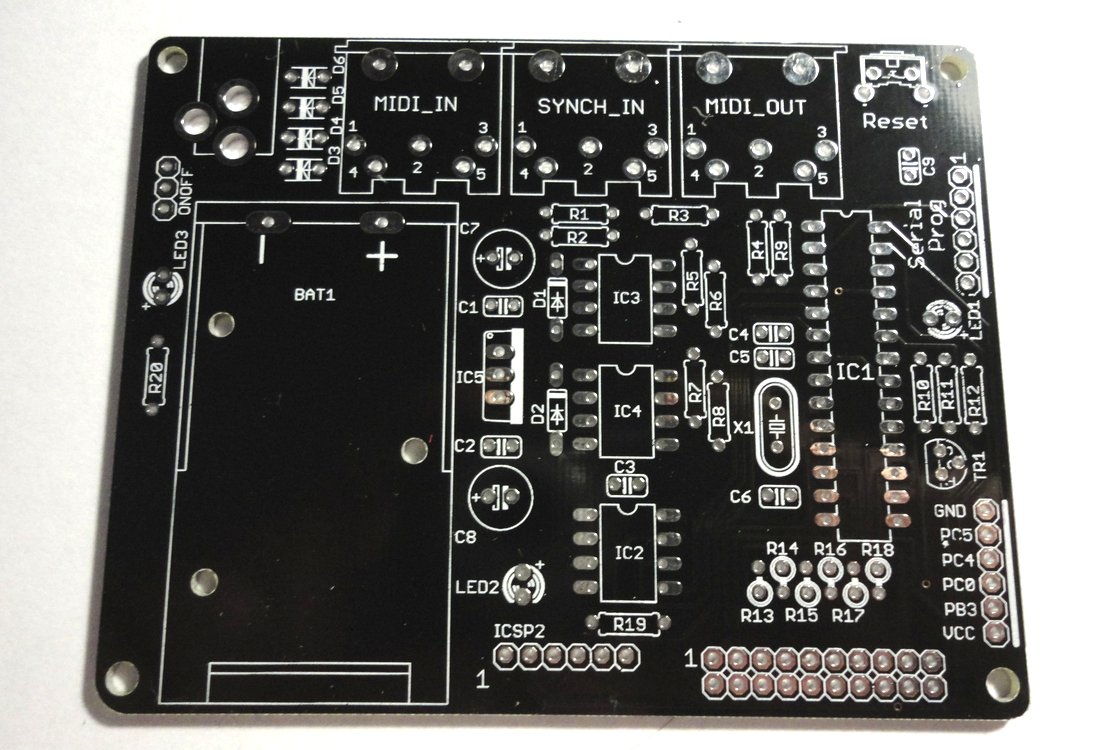 D6
D5
D4
D3
MIDI_IN
1
3
4
2
5
SYNCH_IN
1
3
4
2
5
MIDI_OUT
1
3
4
2
5
Reset
C9
1
Serial
Prog
ONOFF
LED3
- +
BAT1
R20
C7
C1
IC5
C2
C8
R1
R2
R3
R4
R9
D1
IC3
R5
R6
C4
C5
IC1
LED1
D2
IC4
R7
R8
X1
R10
R11
R12
TR1
C3
C6
IC2
LED2
R19
ICSP2
1
R14 R16 R18
R13 R15 R17
GND
PC5
PC4
PC0
PB3
VCC
1